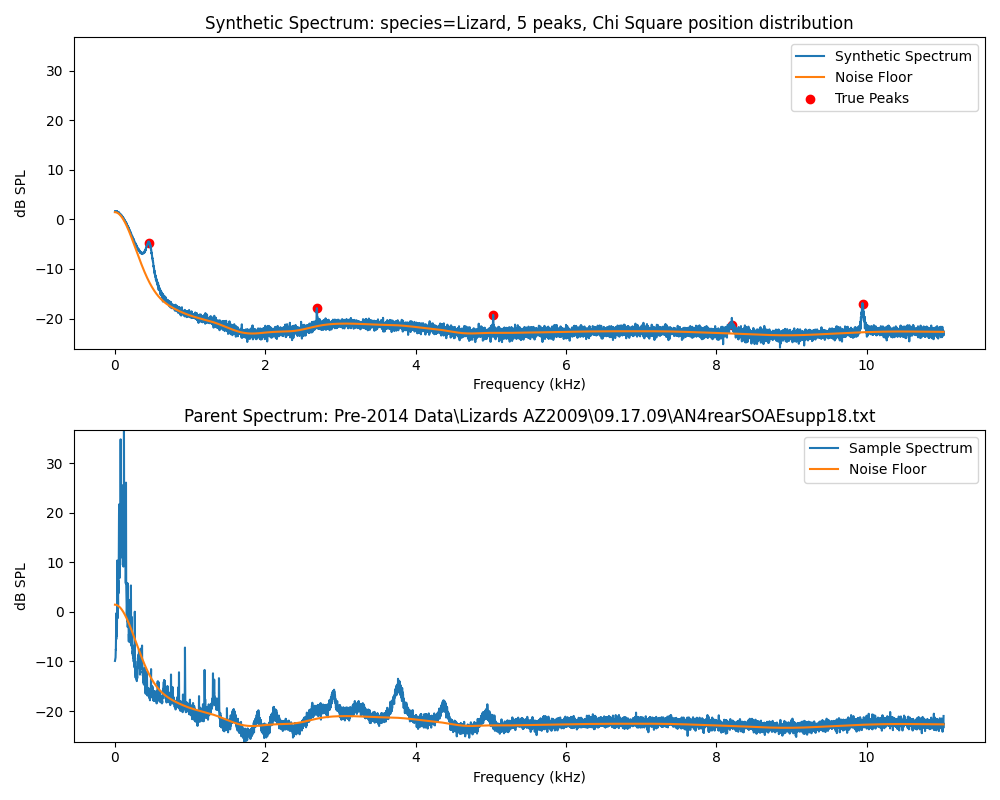 Synthetic Spectrum: species=Lizard, 5 peaks, Chi Square position distribution
30
20
10
0
−10
−20
dB SPL
Synthetic Spectrum
Noise Floor
True Peaks
0 2 4 6 8 10
Frequency (kHz)
Parent Spectrum: Pre-2014 Data\Lizards AZ2009\09.17.09\AN4rearSOAEsupp18.txt
30
20
10
0
−10
−20
dB SPL
Sample Spectrum
Noise Floor
0 2 4 6 8 10
Frequency (kHz)